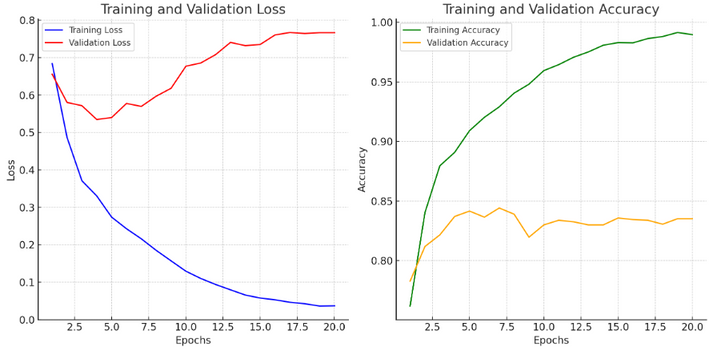 Training and Validation Loss
Training Loss
Validation Loss
0.8
0.7
0.6
0.5
0.4
0.3
0.2
0.1
0.0
Loss
2.5 5.0 7.5 10.0 12.5 15.0 17.5 20.0
Epochs
Training and Validation Accuracy
Training Accuracy
Validation Accuracy
1.00
0.95
0.90
0.85
0.80
Accuracy
2.5 5.0 7.5 10.0 12.5 15.0 17.5 20.0
Epochs